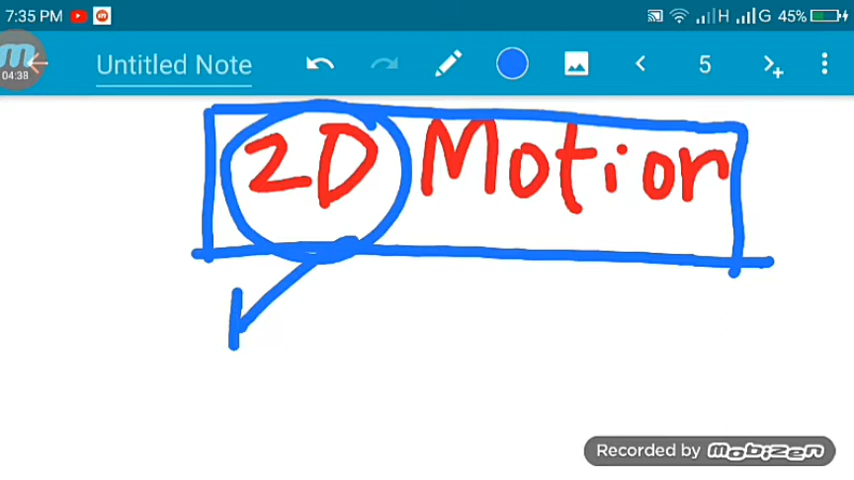 7:35 PM H G 45%
04:38 Untitled Note 5
2D Motion
Recorded by mobizen